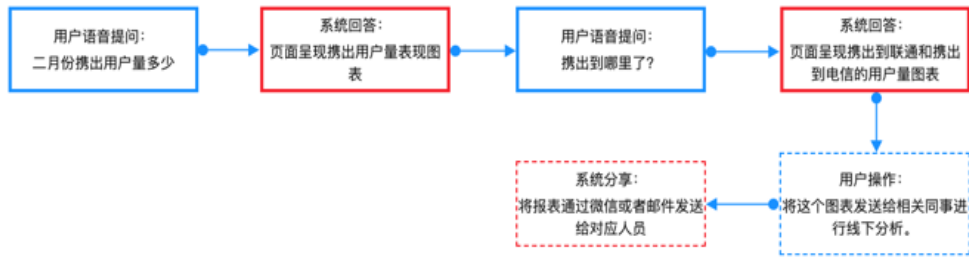 用户语音提问：
二月份携出用户量多少
系统回答：
页面呈现携出用户量表现图
表
用户语音提问：
携出到哪里了?
系统回答：
页面呈现携出到联通和携出
到电信的用户量图表
用户操作：
将这个图表发送给相关同事进
行线下分析。
系统分享：
将报表通过微信或者邮件发送
给对应人员